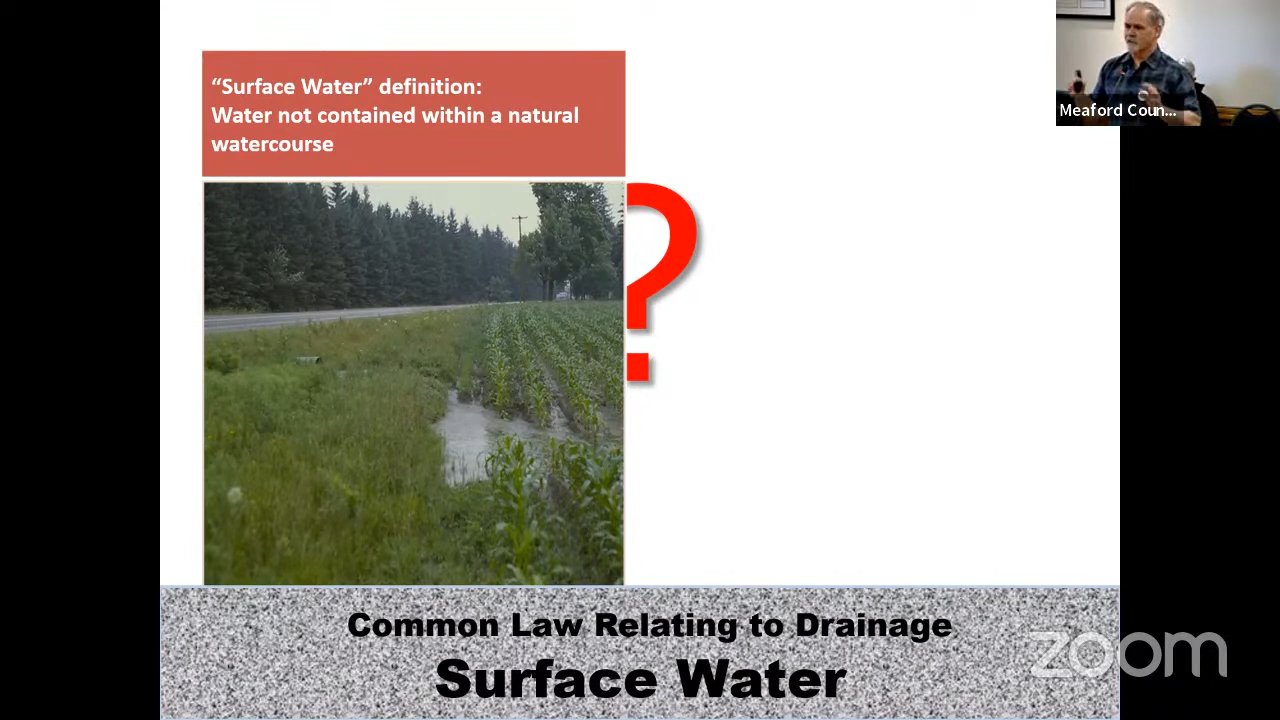 “Surface Water” definition:
Water not contained within a natural
watercourse
?
Meaford Coun...
Common Law Relating to Drainage
Surface Water
zoom